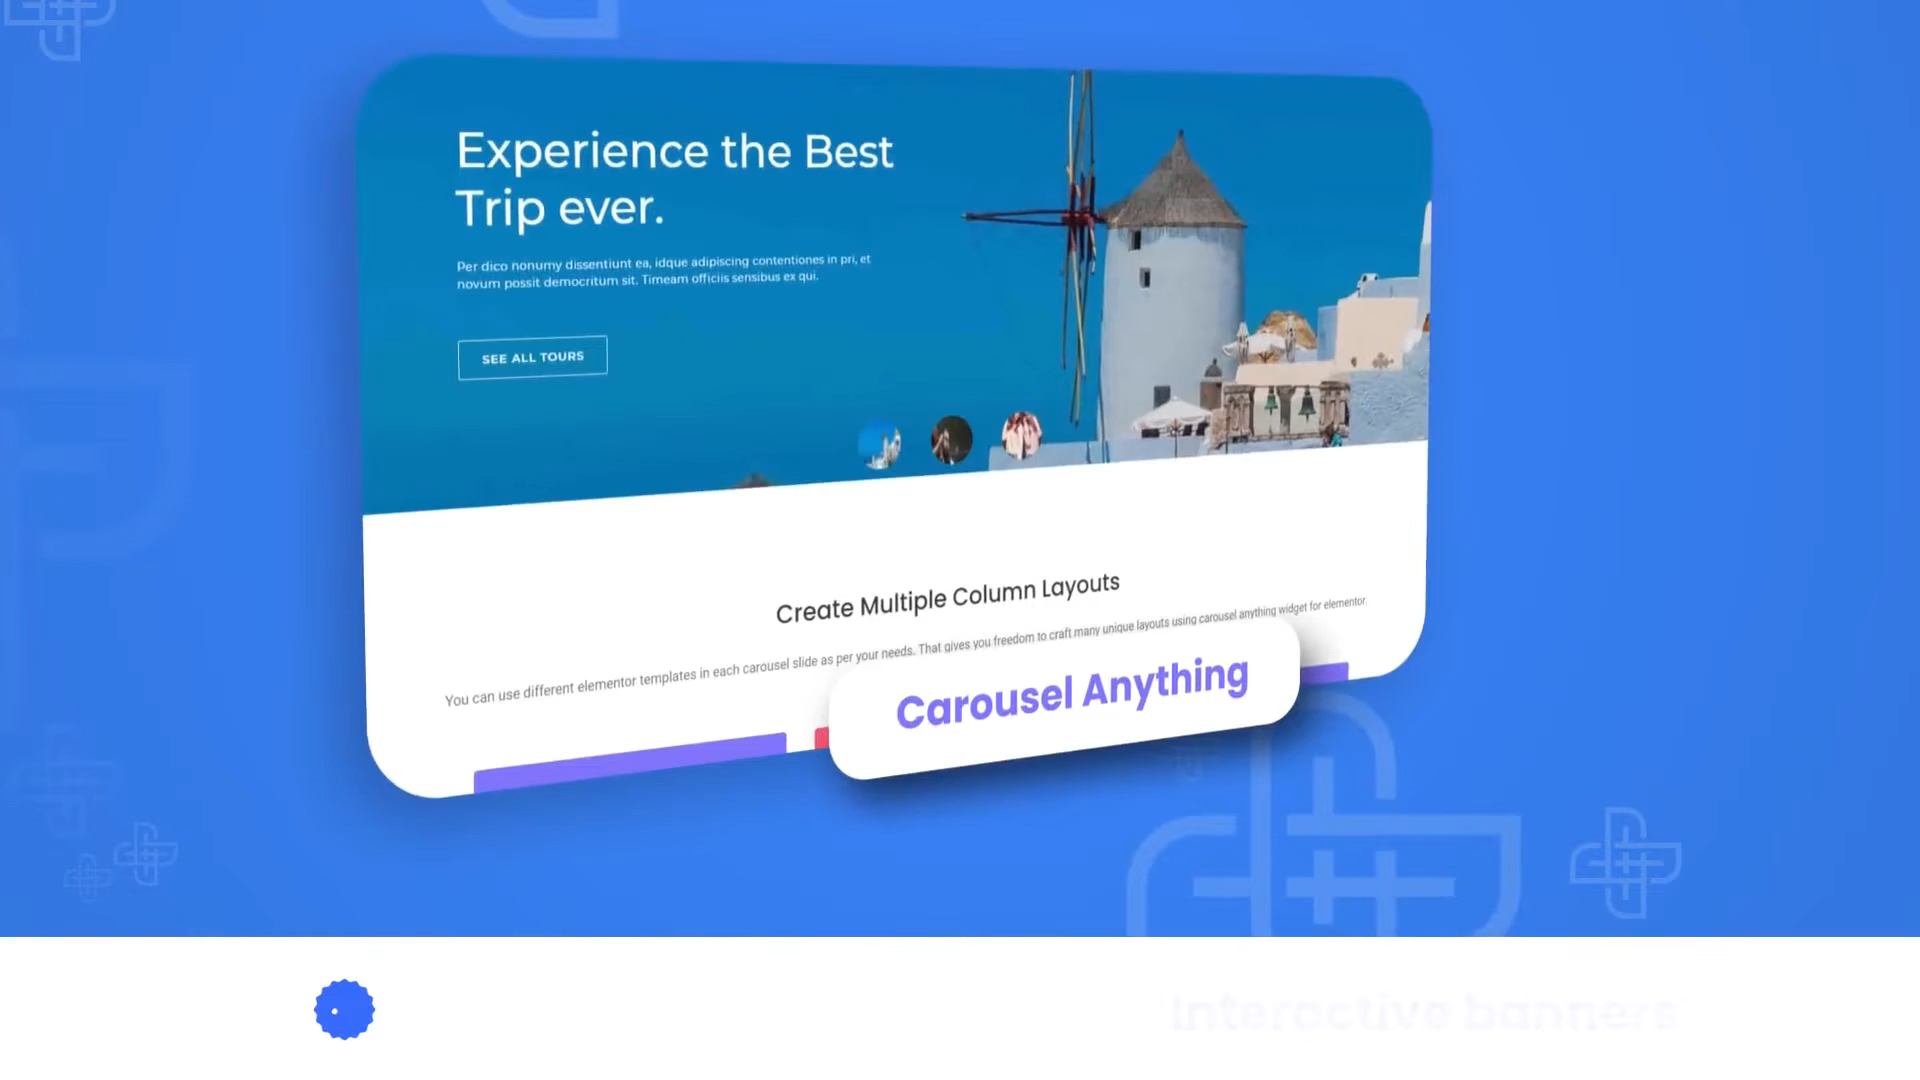 Experience the Best
Trip ever.
Per dico nonumy dissentiunt ea, idque adipiscing contentiones in pri, et
novum possit democritum sit. Timeam officiis sensibus ex qui.
SEE ALL TOURS
Create Multiple Column Layouts
You can use different elementor templates in each carousel slide as per your needs. That gives you freedom to craft many unique layouts using carousel anything widget for elementor.
Carousel Anything
Interactive banners